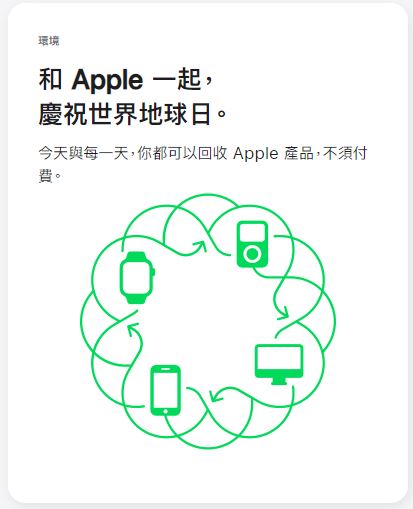 環境
和 Apple 一起，
慶祝世界地球日。
今天與每一天，你都可以回收 Apple 產品，不須付
費。